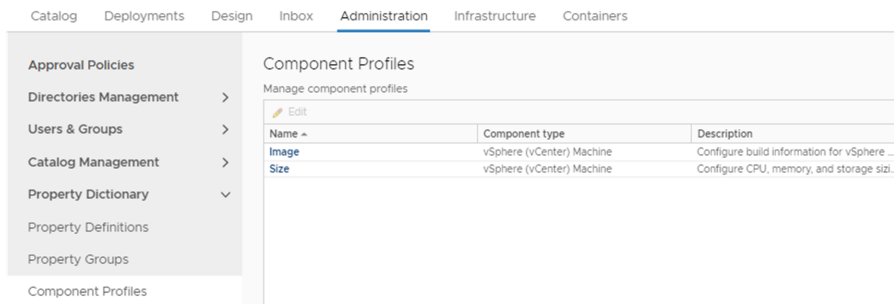 Catalog Deployments Design Inbox Administration Infrastructure Containers
Approval Policies
Directories Management
Users & Groups
Catalog Management
Property Dictionary
Property Definitions
Property Groups
Component Profiles
Component Profiles
Manage component profiles
Edit
Name Component type Description
Image vSphere (vCenter) Machine Configure build information for vSphere ...
Size vSphere (vCenter) Machine Configure CPU, memory, and storage sizi...